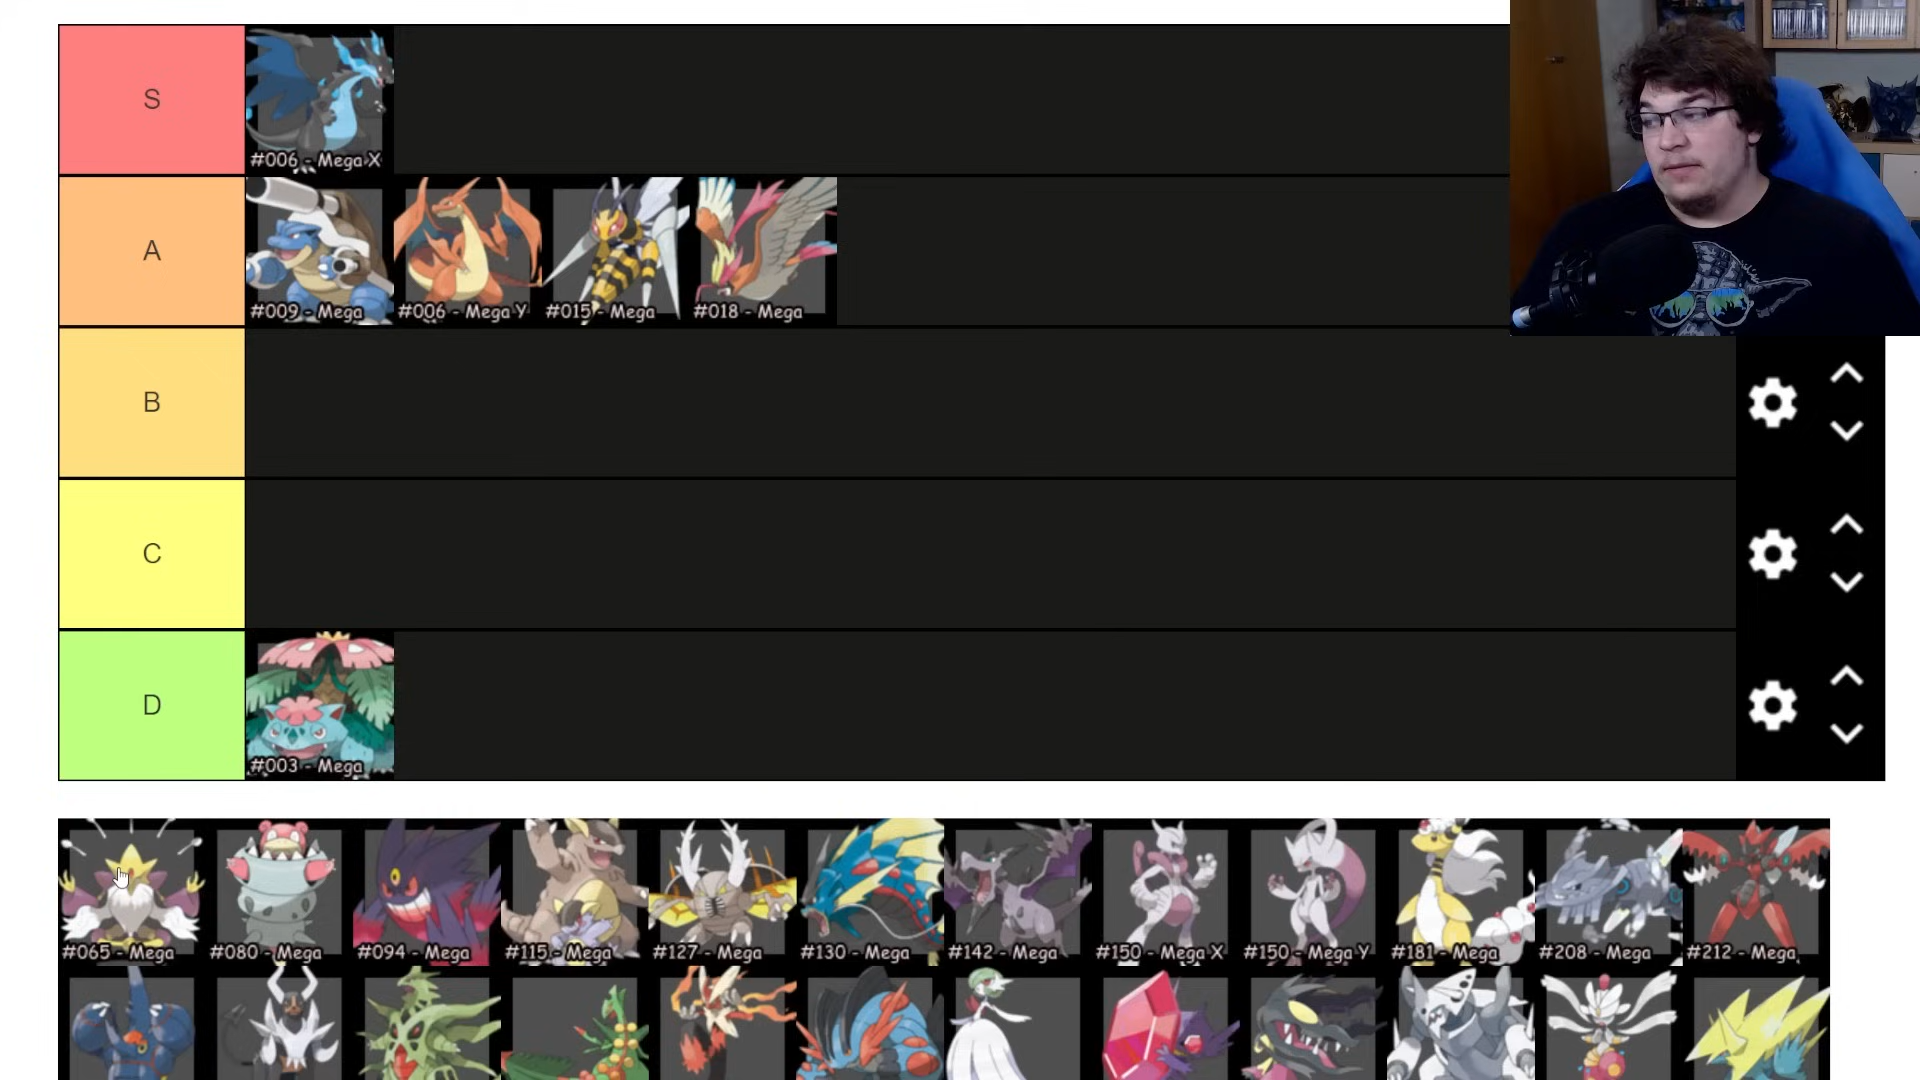 S
#006 - Mega X
A
#009 - Mega
#006 - Mega Y
#015 - Mega
#018 - Mega
B
C
D
#003 - Mega
#065 - Mega
#080 - Mega
#094 - Mega
#115 - Mega
#127 - Mega
#130 - Mega
#142 - Mega
#150 - Mega X
#150 - Mega Y
#181 - Mega
#208 - Mega
#212 - Mega